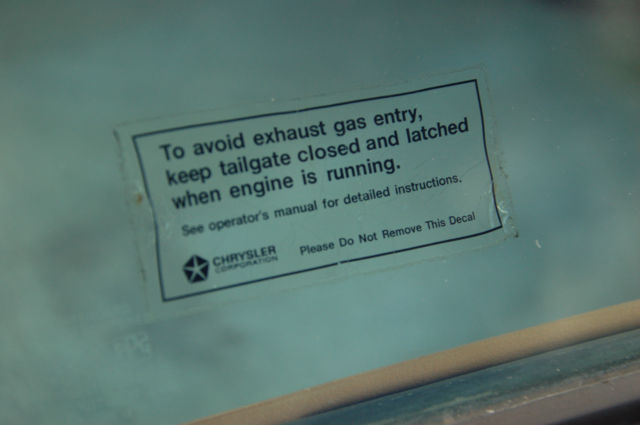 To avoid exhaust gas entry,
keep tailgate closed and latched
when engine is running.
See operator's manual for detailed instructions.
CHRYSLER
CORPORATION
Please Do Not Remove This Decal